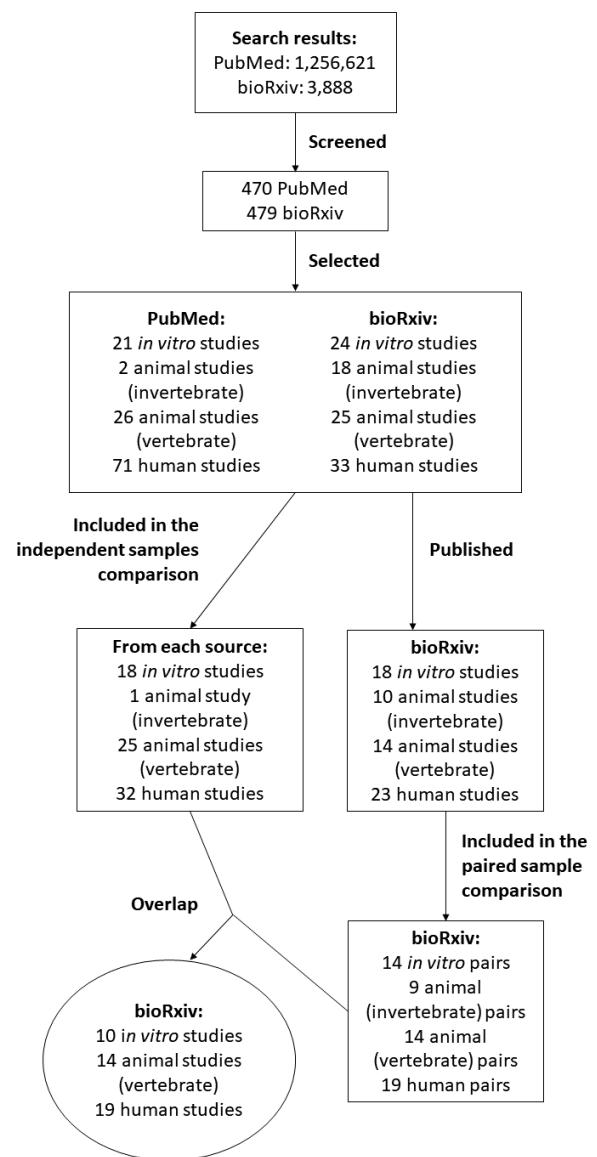 Search results:
PubMed: 1,256,621
bioRxiv: 3,888
Screened
470 PubMed
479 bioRxiv
Selected
PubMed:
21 in vitro studies
2 animal studies
(invertebrate)
26 animal studies
(vertebrate)
71 human studies
bioRxiv:
24 in vitro studies
18 animal studies
(invertebrate)
25 animal studies
(vertebrate)
33 human studies
Included in the
independent samples
comparison
Published
From each source:
18 in vitro studies
1 animal study
(invertebrate)
25 animal studies
(vertebrate)
32 human studies
bioRxiv:
18 in vitro studies
10 animal studies
(invertebrate)
14 animal studies
(vertebrate)
23 human studies
Included in the
paired sample
comparison
Overlap
bioRxiv:
14 in vitro pairs
9 animal
(invertebrate) pairs
14 animal
(vertebrate) pairs
19 human pairs
bioRxiv:
10 in vitro studies
14 animal studies
(vertebrate)
19 human studies